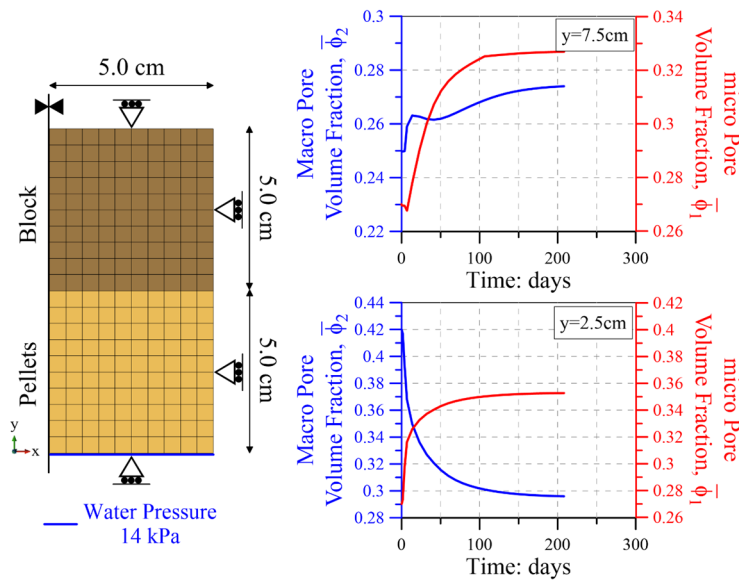 5.0 cm
Block
5.0 cm
Pellets
5.0 cm
y
x
Water Pressure
14 kPa
y=7.5cm
Macro Pore
Volume Fraction, ϕ̅₂
0.3
0.28
0.26
0.24
0.22
micro Pore
Volume Fraction, ϕ̅₁
0.34
0.32
0.3
0.28
0.26
0 100 200 300
Time: days
y=2.5cm
Macro Pore
Volume Fraction, ϕ̅₂
0.44
0.42
0.4
0.38
0.36
0.34
0.32
0.3
0.28
micro Pore
Volume Fraction, ϕ̅₁
0.42
0.4
0.38
0.36
0.34
0.32
0.3
0.28
0.26
0 100 200 300
Time: days